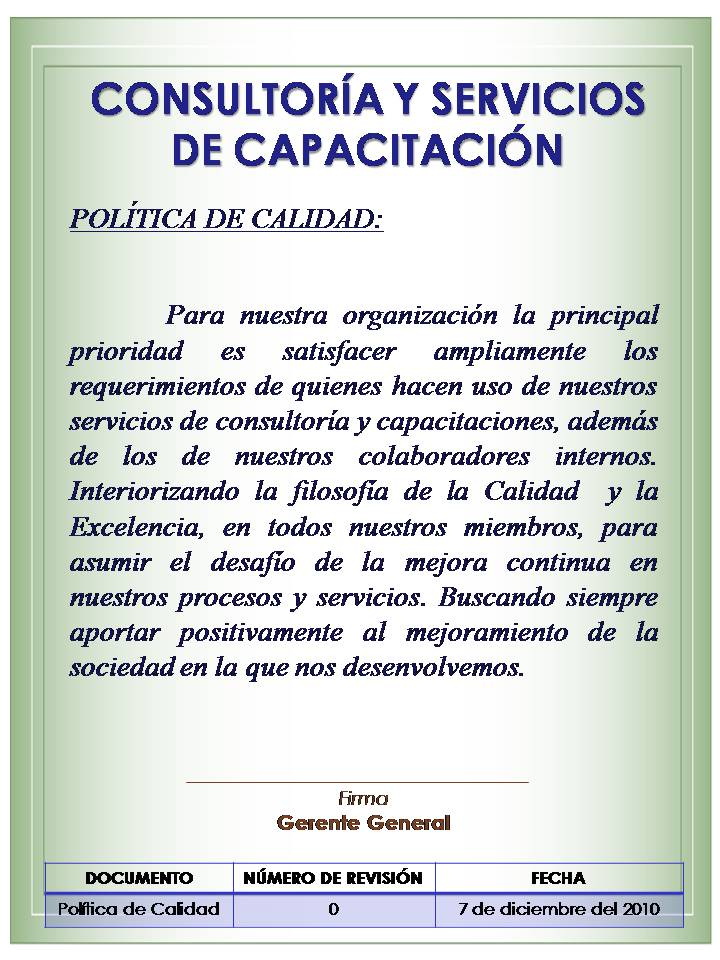 CONSULTORÍA Y SERVICIOS
DE CAPACITACIÓN
POLÍTICA DE CALIDAD:
Para nuestra organización la principal
prioridad es satisfacer ampliamente los
requerimientos de quienes hacen uso de nuestros
servicios de consultoría y capacitaciones, además
de los de nuestros colaboradores internos.
Interiorizando la filosofía de la Calidad y la
Excelencia, en todos nuestros miembros, para
asumir el desafío de la mejora continua en
nuestros procesos y servicios. Buscando siempre
aportar positivamente al mejoramiento de la
sociedad en la que nos desenvolvemos.
Firma
Gerente General
DOCUMENTO NÚMERO DE REVISIÓN FECHA
Política de Calidad 0 7 de diciembre del 2010